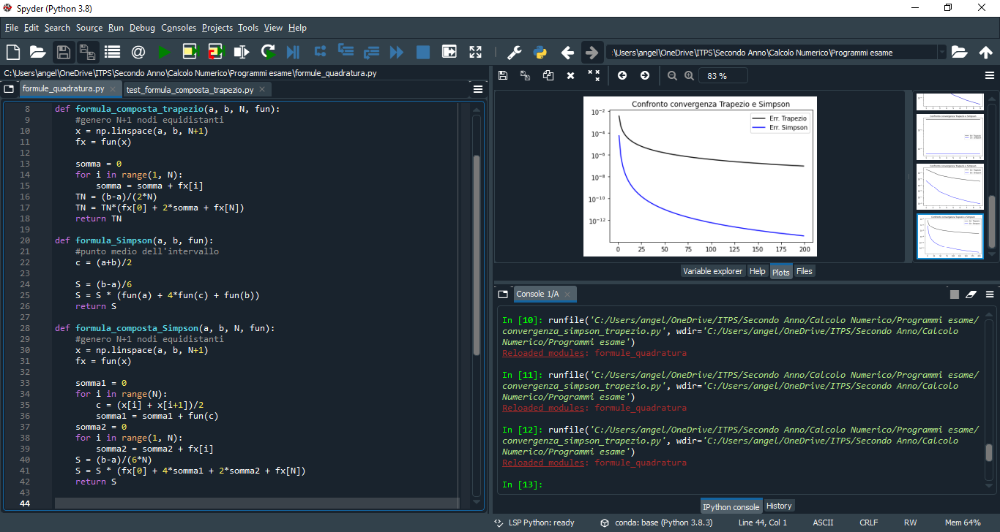 Spyder (Python 3.8)
File Edit Search Source Run Debug Consoles Projects Tools View Help
:\Users\angel\OneDrive\ITPS\Secondo Anno\Calcolo Numerico\Programmi esame
C:\Users\angel\OneDrive\ITPS\Secondo Anno\Calcolo Numerico\Programmi esame\formule_quadratura.py
formule_quadratura.py test_formula_composta_trapezio.py
8 def formula_composta_trapezio(a, b, N, fun):
9 #genero N+1 nodi equidistanti
10 x = np.linspace(a, b, N+1)
11 fx = fun(x)
12
13 somma = 0
14 for i in range(1, N):
15 somma = somma + fx[i]
16 TN = (b-a)/(2*N)
17 TN = TN*(fx[0] + 2*somma + fx[N])
18 return TN
19
20 def formula_Simpson(a, b, fun):
21 #punto medio dell'intervallo
22 c = (a+b)/2
23
24 S = (b-a)/6
25 S = S * (fun(a) + 4*fun(c) + fun(b))
26 return S
27
28 def formula_composta_Simpson(a, b, N, fun):
29 #genero N+1 nodi equidistanti
30 x = np.linspace(a, b, N+1)
31 fx = fun(x)
32
33 somma1 = 0
34 for i in range(N):
35 c = (x[i] + x[i+1])/2
36 somma1 = somma1 + fun(c)
37 somma2 = 0
38 for i in range(1, N):
39 somma2 = somma2 + fx[i]
40 S = (b-a)/(6*N)
41 S = S * (fx[0] + 4*somma1 + 2*somma2 + fx[N])
42 return S
43
44
83 %
Confronto convergenza Trapezio e Simpson
Err. Trapezio
Err. Simpson
10⁻²
10⁻⁴
10⁻⁶
10⁻⁸
10⁻¹⁰
10⁻¹²
0 25 50 75 100 125 150 175 200
Variable explorer Help Plots Files
Console 1/A
In [10]: runfile('C:/Users/angel/OneDrive/ITPS/Secondo Anno/Calcolo Numerico/Programmi esame/
convergenza_simpson_trapezio.py', wdir='C:/Users/angel/OneDrive/ITPS/Secondo Anno/Calcolo
Numerico/Programmi esame')
Reloaded modules: formule_quadratura
In [11]: runfile('C:/Users/angel/OneDrive/ITPS/Secondo Anno/Calcolo Numerico/Programmi esame/
convergenza_simpson_trapezio.py', wdir='C:/Users/angel/OneDrive/ITPS/Secondo Anno/Calcolo
Numerico/Programmi esame')
Reloaded modules: formule_quadratura
In [12]: runfile('C:/Users/angel/OneDrive/ITPS/Secondo Anno/Calcolo Numerico/Programmi esame/
convergenza_simpson_trapezio.py', wdir='C:/Users/angel/OneDrive/ITPS/Secondo Anno/Calcolo
Numerico/Programmi esame')
Reloaded modules: formule_quadratura
In [13]:
IPython console History
LSP Python: ready conda: base (Python 3.8.3) Line 44, Col 1 ASCII CRLF RW Mem 64%